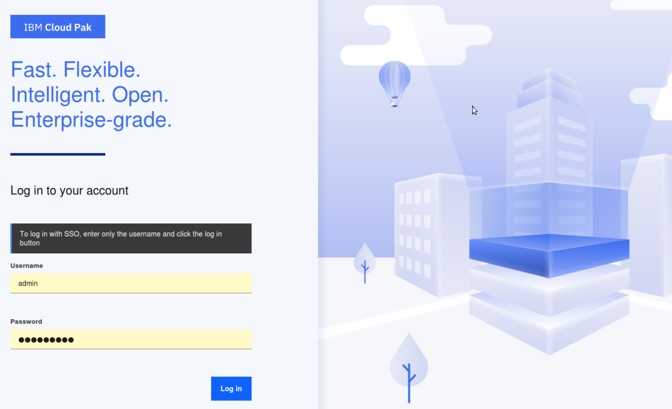 IBM Cloud Pak
Fast. Flexible.
Intelligent. Open.
Enterprise-grade.
Log in to your account
To log in with SSO, enter only the username and click the log in
button
Username
admin
Password
●●●●●●●●●
Log in